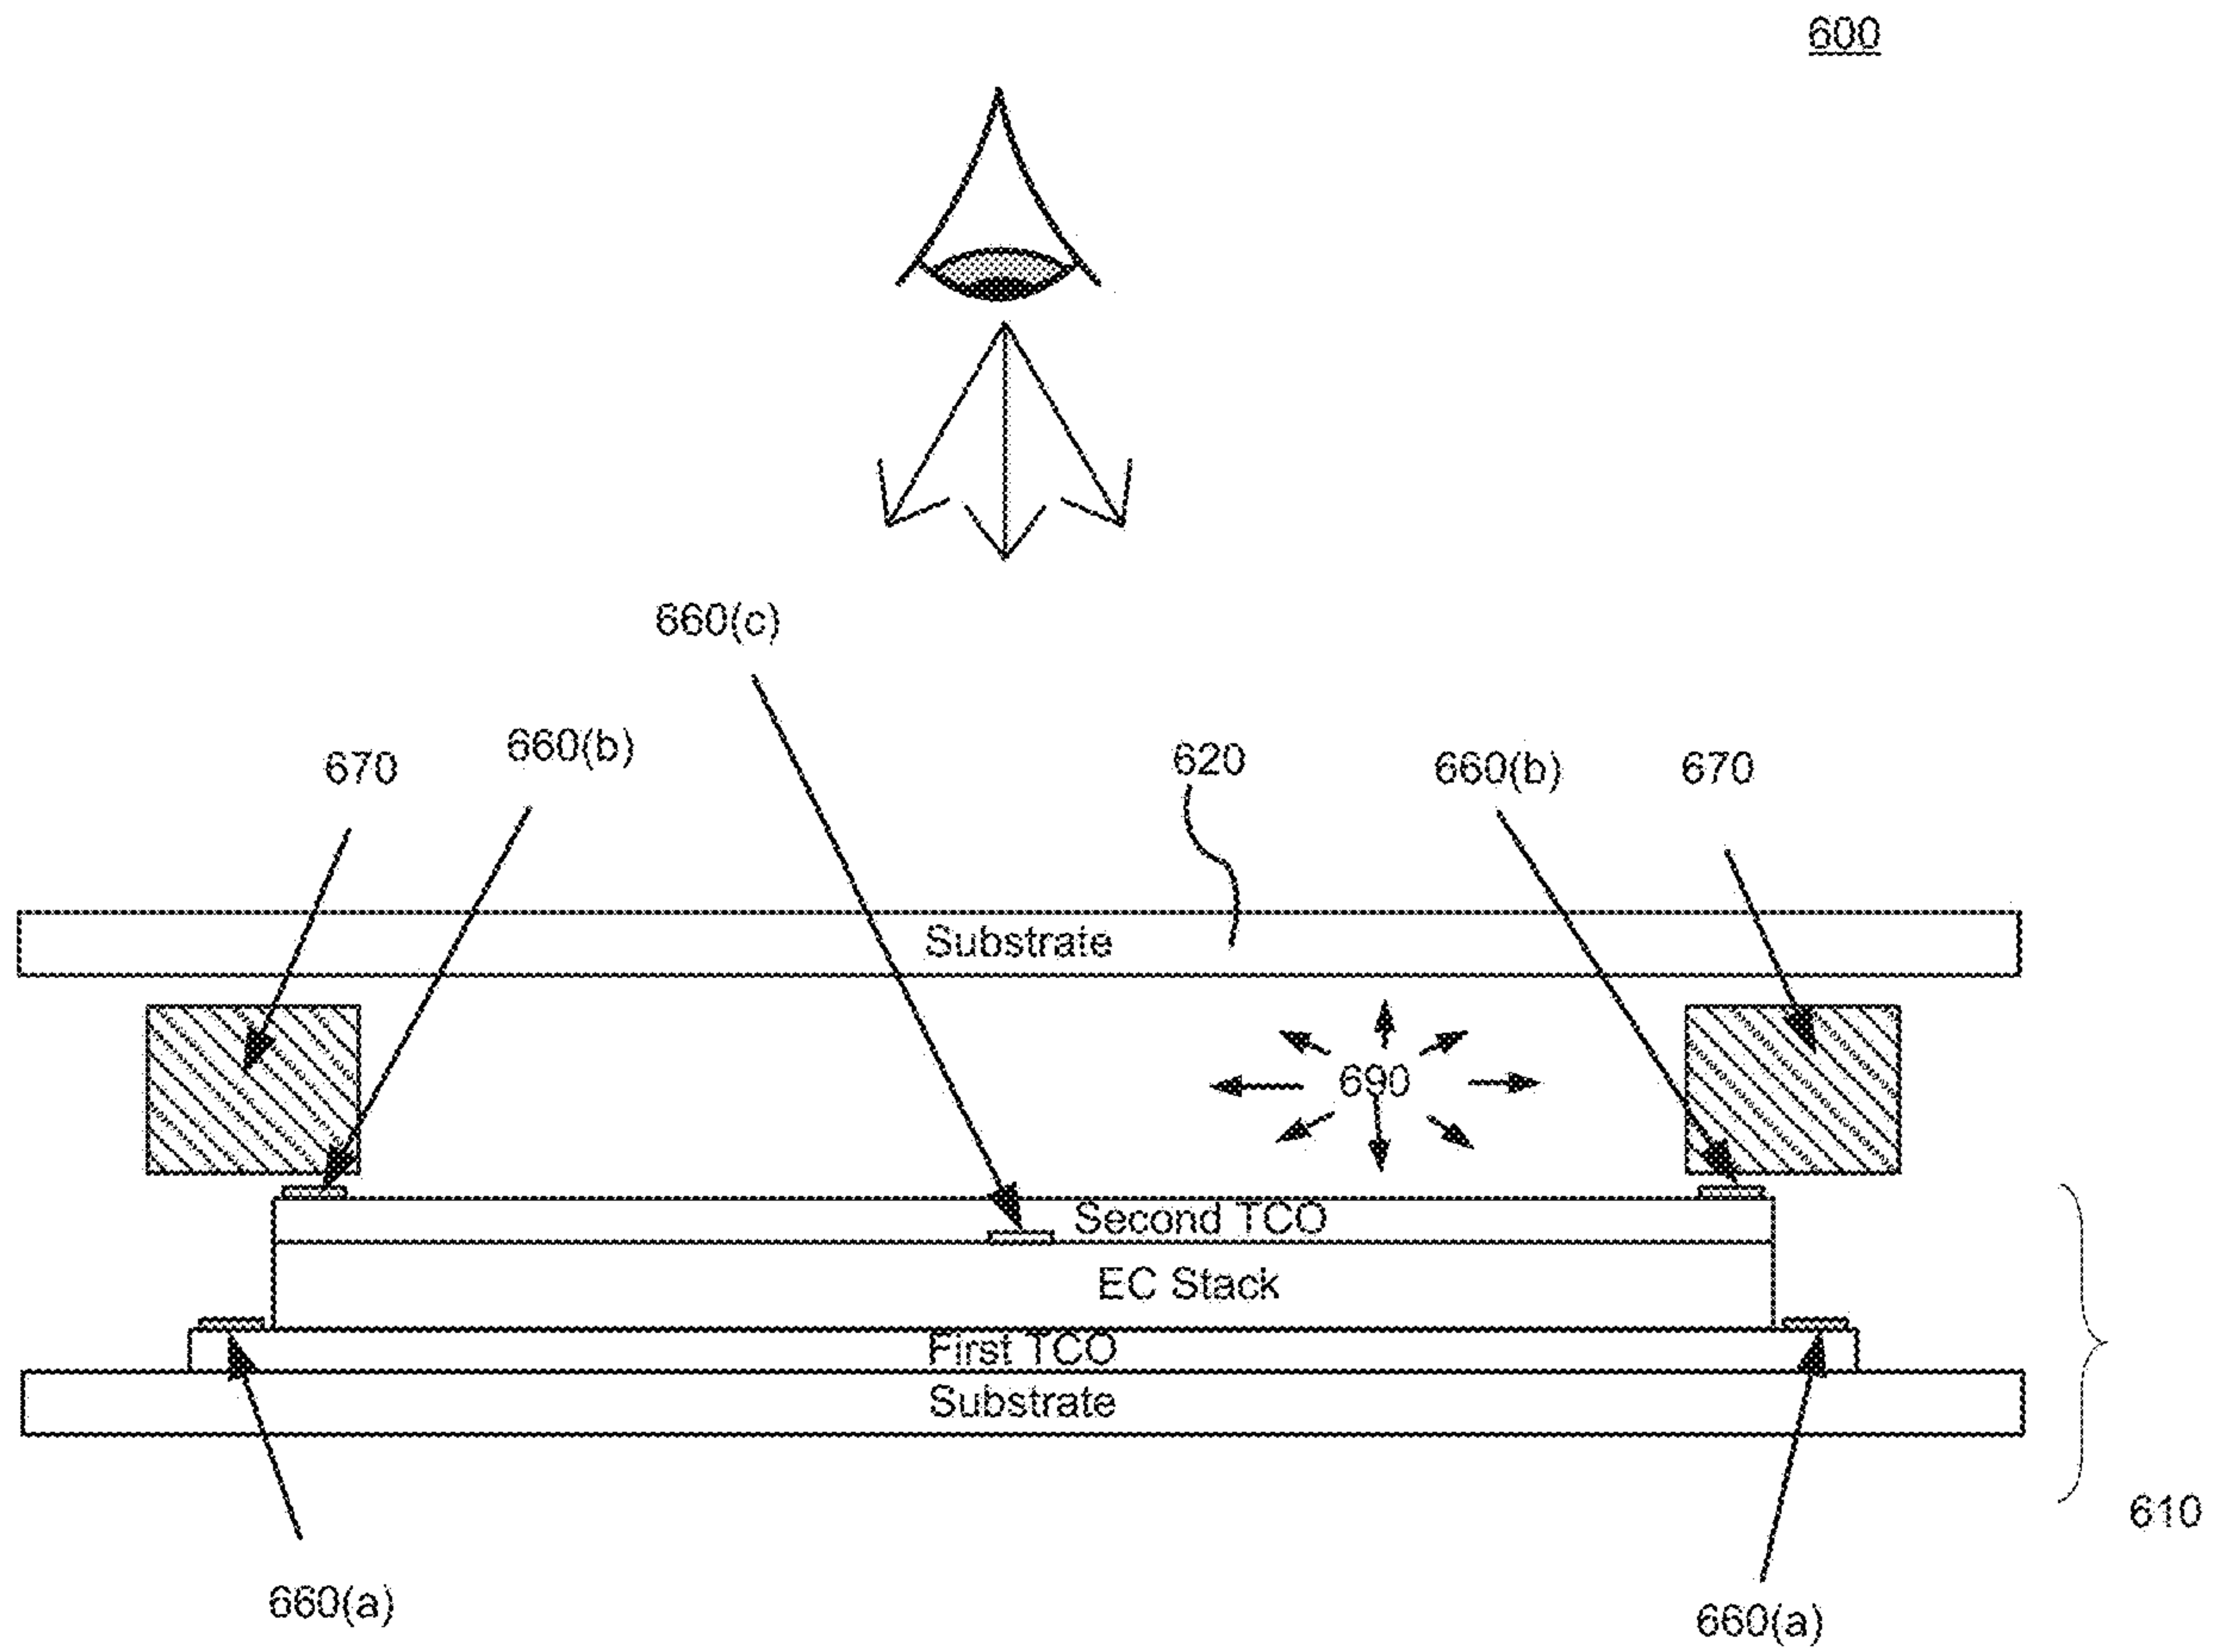 600
660(c)
660(b)
670
620
660(b)
670
Substrate
690
Second TCO
EC Stack
First TCO
Substrate
610
660(a)
660(a)